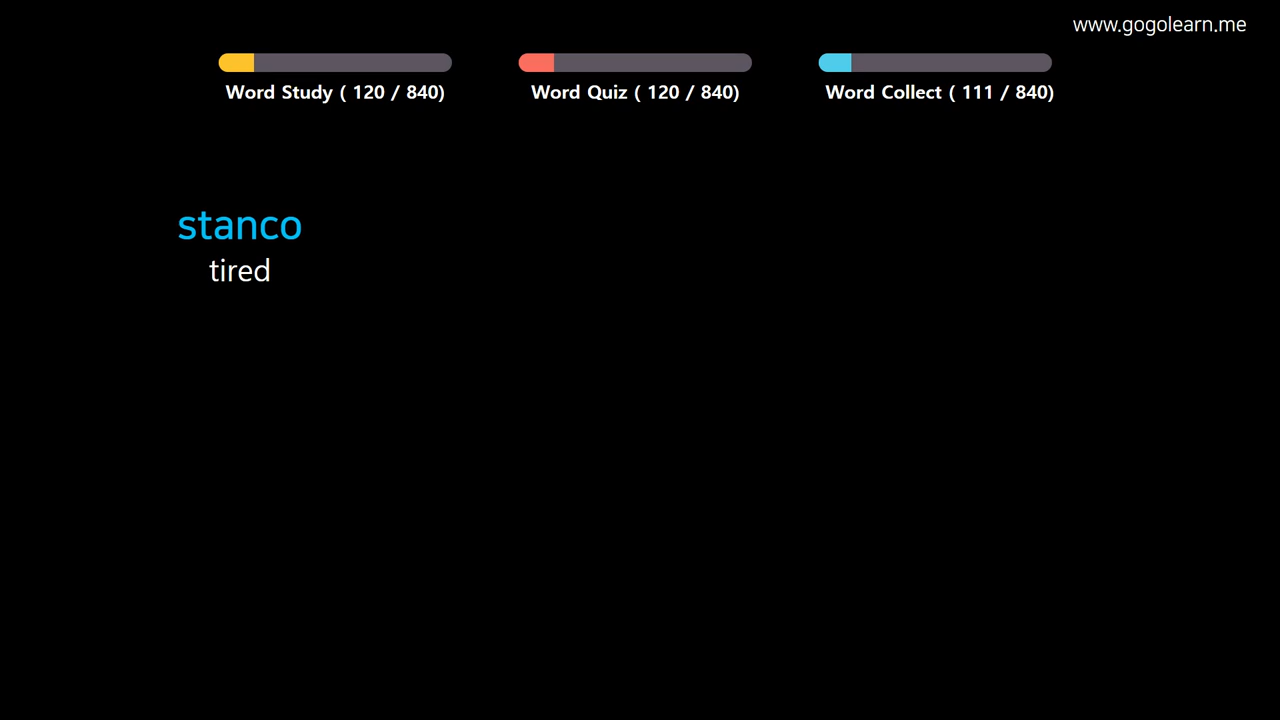 www.gogolearn.me
Word Study ( 120 / 840)
Word Quiz ( 120 / 840)
Word Collect ( 111 / 840)
stanco
tired